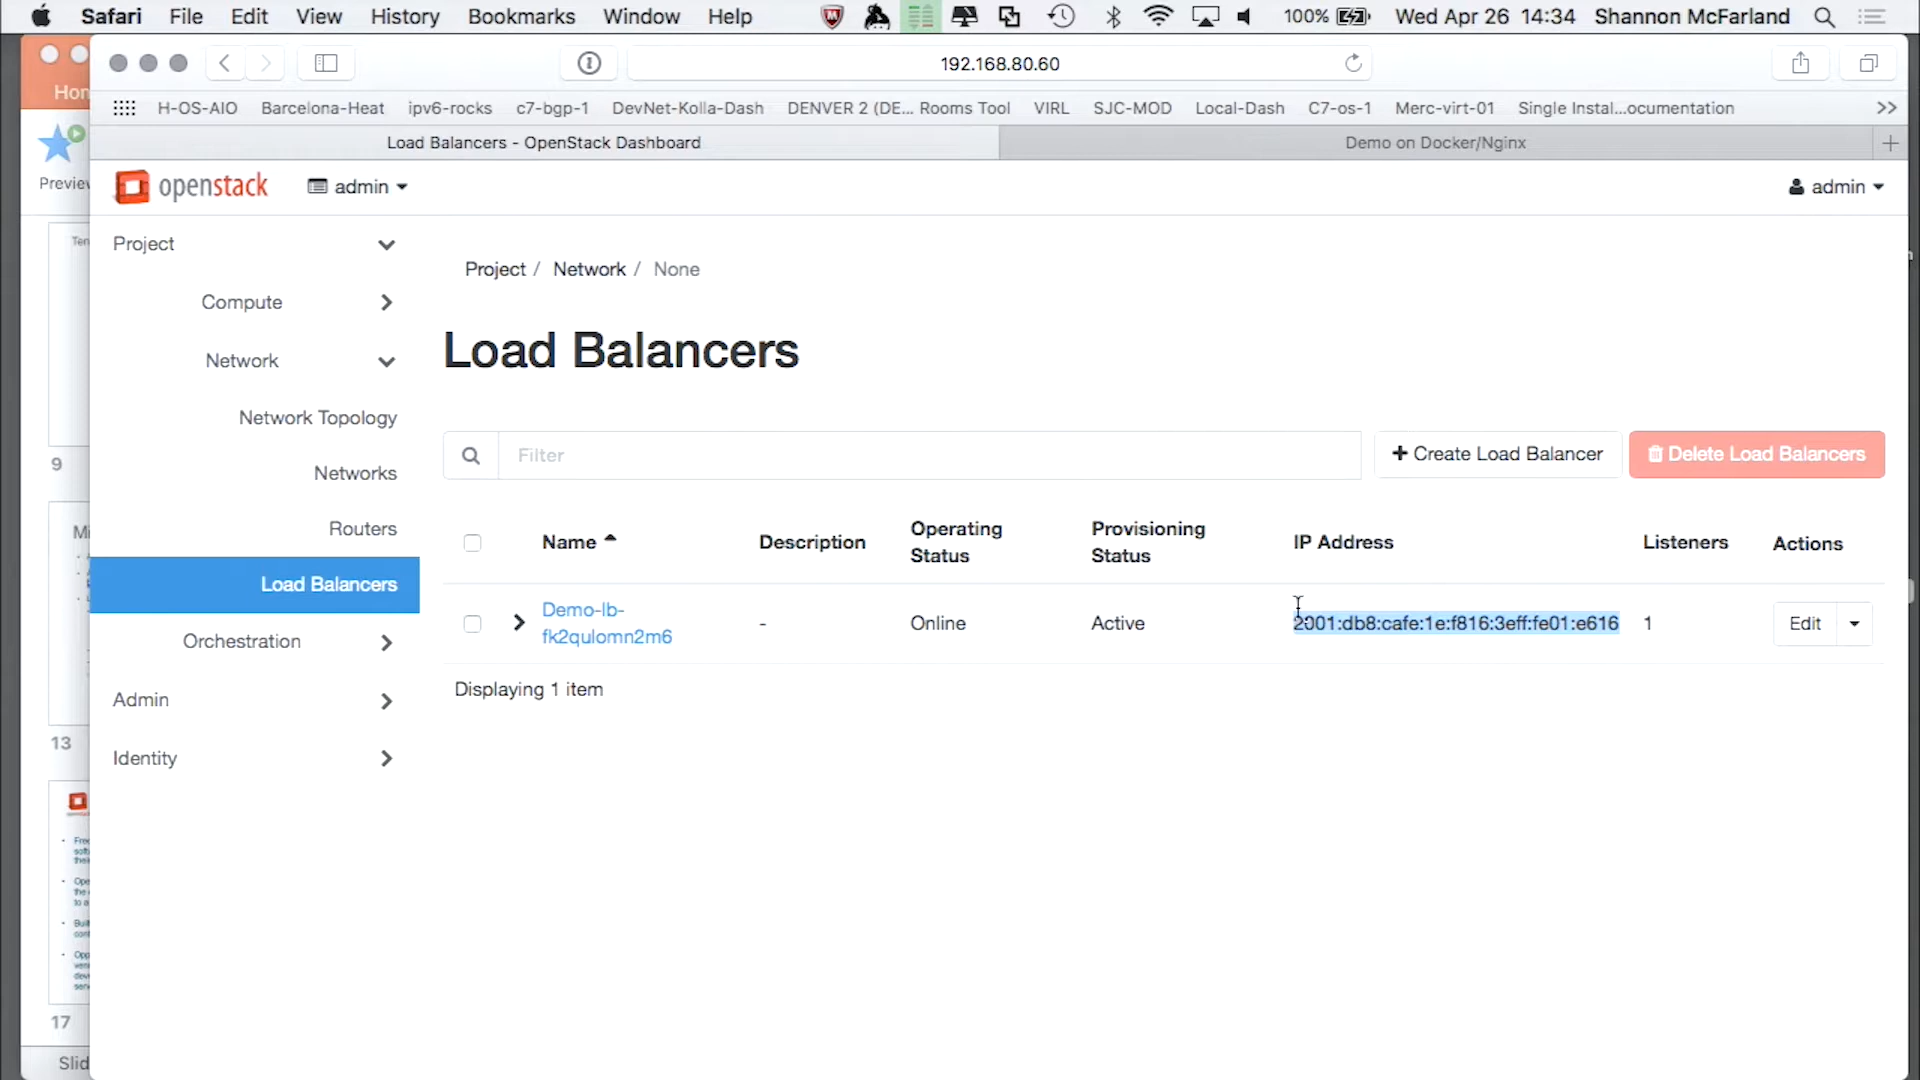 Safari File Edit View History Bookmarks Window Help 100% Wed Apr 26 14:34 Shannon McFarland
192.168.80.60
H-OS-AIO Barcelona-Heat ipv6-rocks c7-bgp-1 DevNet-Kolla-Dash DENVER 2 (DE... Rooms Tool VIRL SJC-MOD Local-Dash C7-os-1 Merc-virt-01 Single Instal...ocumentation >>
Load Balancers - OpenStack Dashboard Demo on Docker/Nginx
openstack admin admin
Project
Compute
Network
Network Topology
Networks
Routers
Load Balancers
Orchestration
Admin
Identity
Project / Network / None
Load Balancers
Filter
Create Load Balancer Delete Load Balancers
Name Description Operating Status Provisioning Status IP Address Listeners Actions
Demo-lb-
fk2qulomn2m6
- Online Active 2001:db8:cafe:1e:f816:3eff:fe01:e616 1 Edit
Displaying 1 item
9
13
17